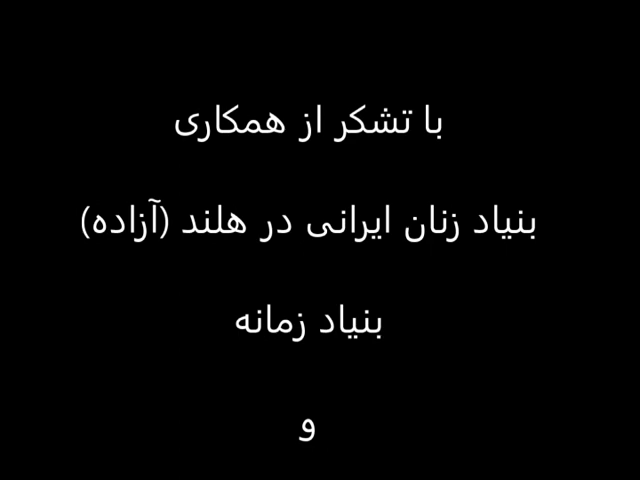 با تشکر از همکاری
بنیاد زنان ایرانی در هلند (آزاده)
بنیاد زمانه
و